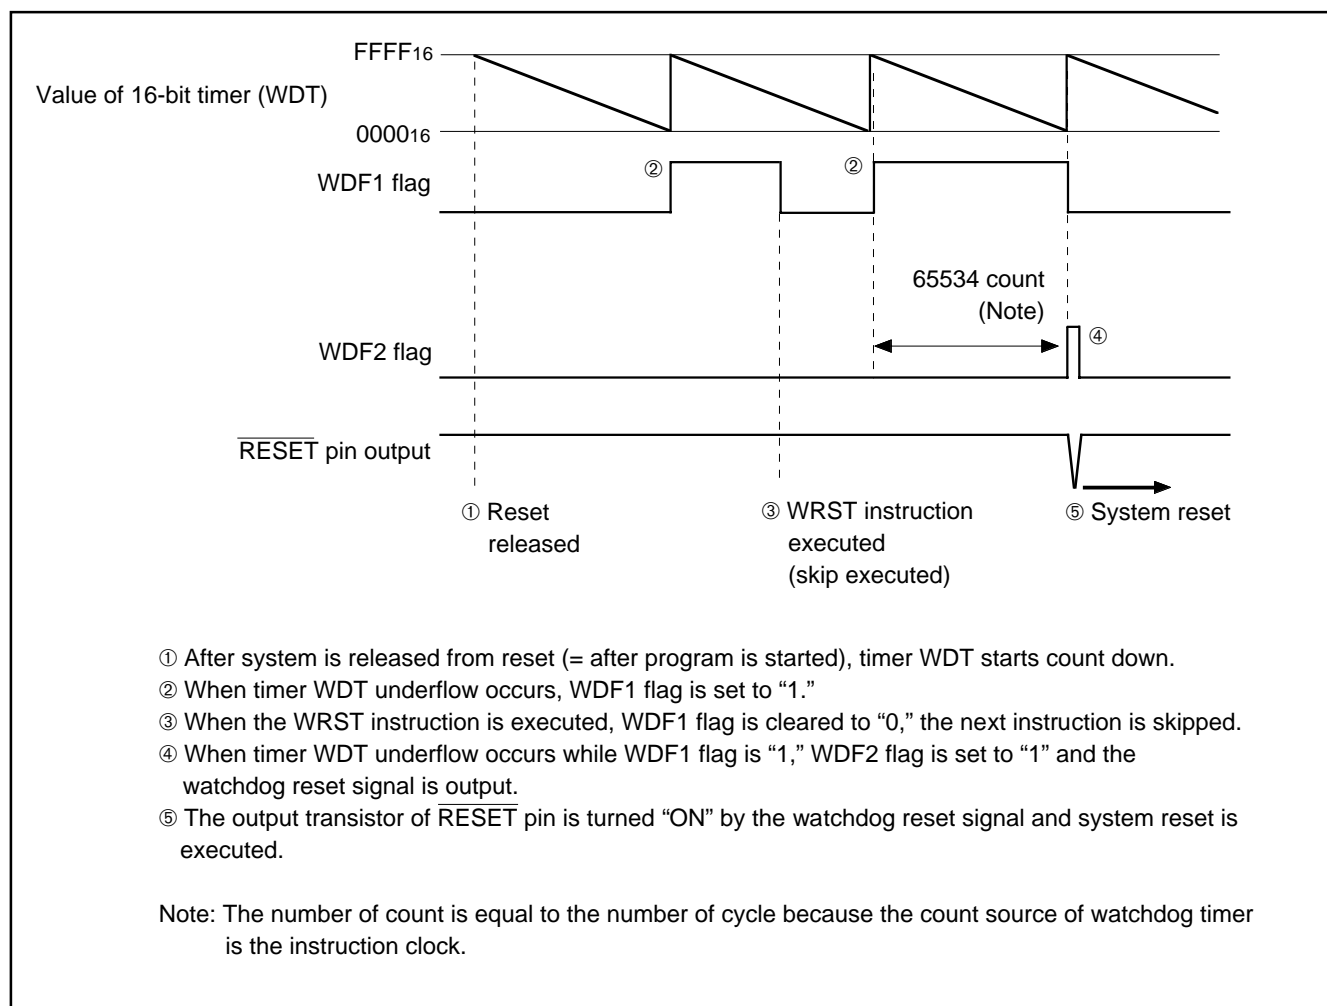 FFFF16
Value of 16-bit timer (WDT)
000016
② ②
WDF1 flag
65534 count
(Note)
WDF2 flag
④
RESET pin output
① Reset
released
③ WRST instruction
executed
(skip executed)
⑤ System reset
① After system is released from reset (= after program is started), timer WDT starts count down.
② When timer WDT underflow occurs, WDF1 flag is set to “1.”
③ When the WRST instruction is executed, WDF1 flag is cleared to “0,” the next instruction is skipped.
④ When timer WDT underflow occurs while WDF1 flag is “1,” WDF2 flag is set to “1” and the
watchdog reset signal is output.
⑤ The output transistor of RESET pin is turned “ON” by the watchdog reset signal and system reset is
executed.
Note: The number of count is equal to the number of cycle because the count source of watchdog timer
is the instruction clock.